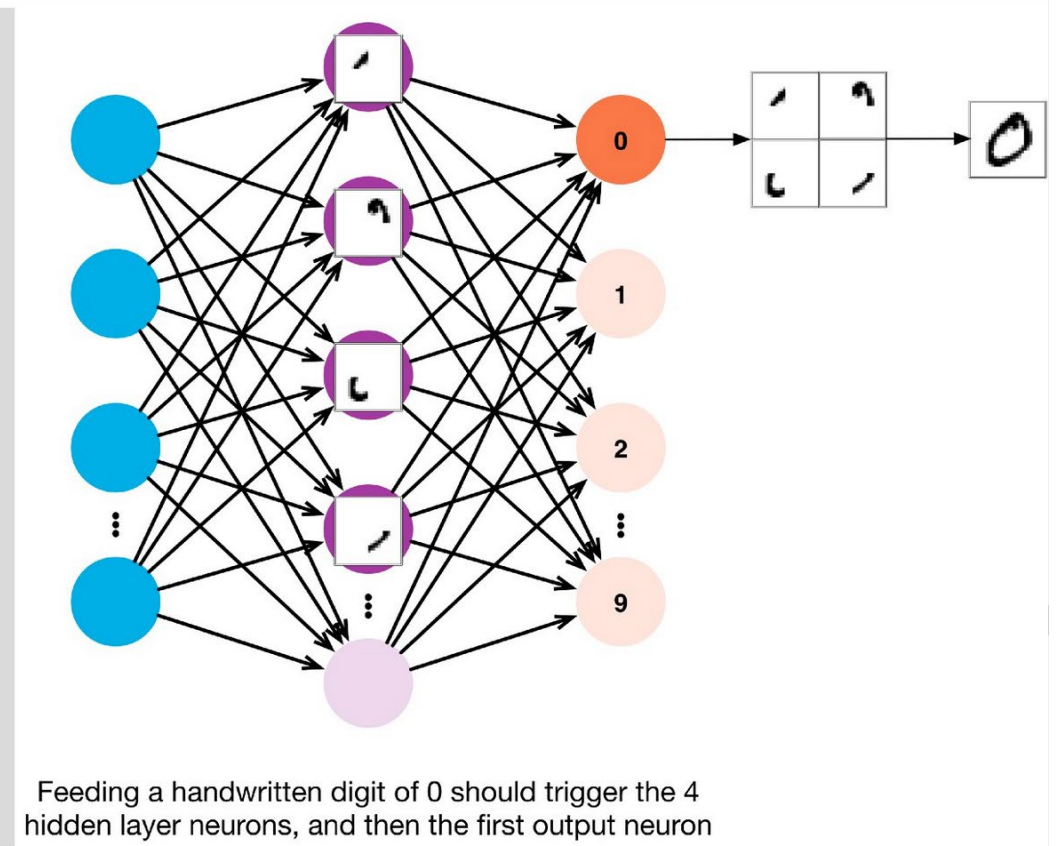 0
1
2
9
Feeding a handwritten digit of 0 should trigger the 4
hidden layer neurons, and then the first output neuron